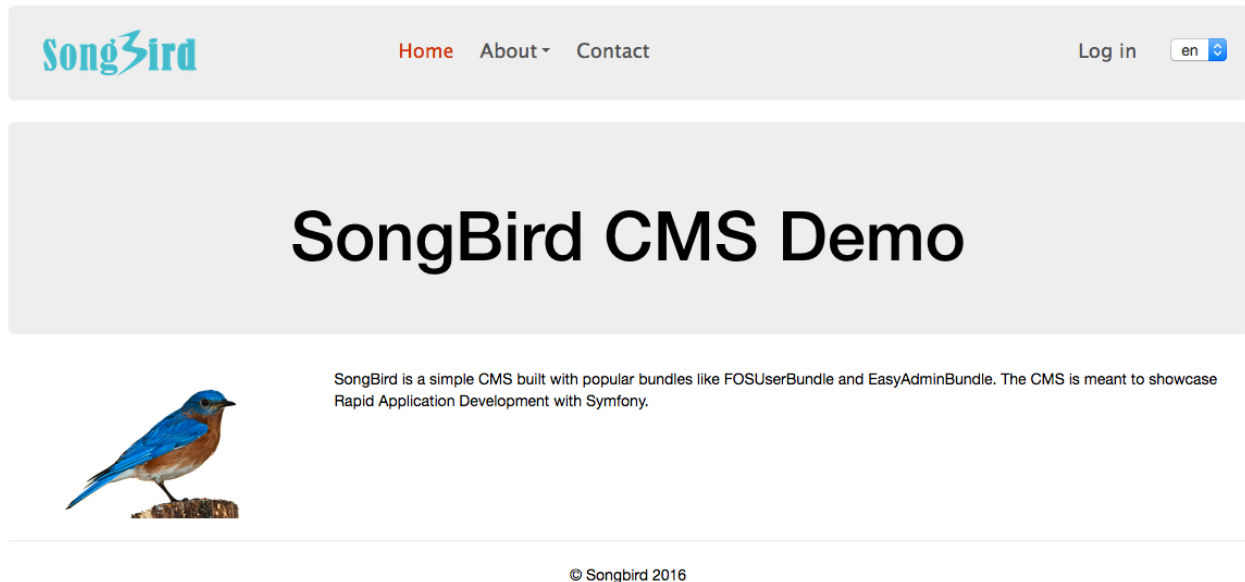 SongBird
Home About Contact Log in en
SongBird CMS Demo
SongBird is a simple CMS built with popular bundles like FOSUserBundle and EasyAdminBundle. The CMS is meant to showcase
Rapid Application Development with Symfony.
© Songbird 2016